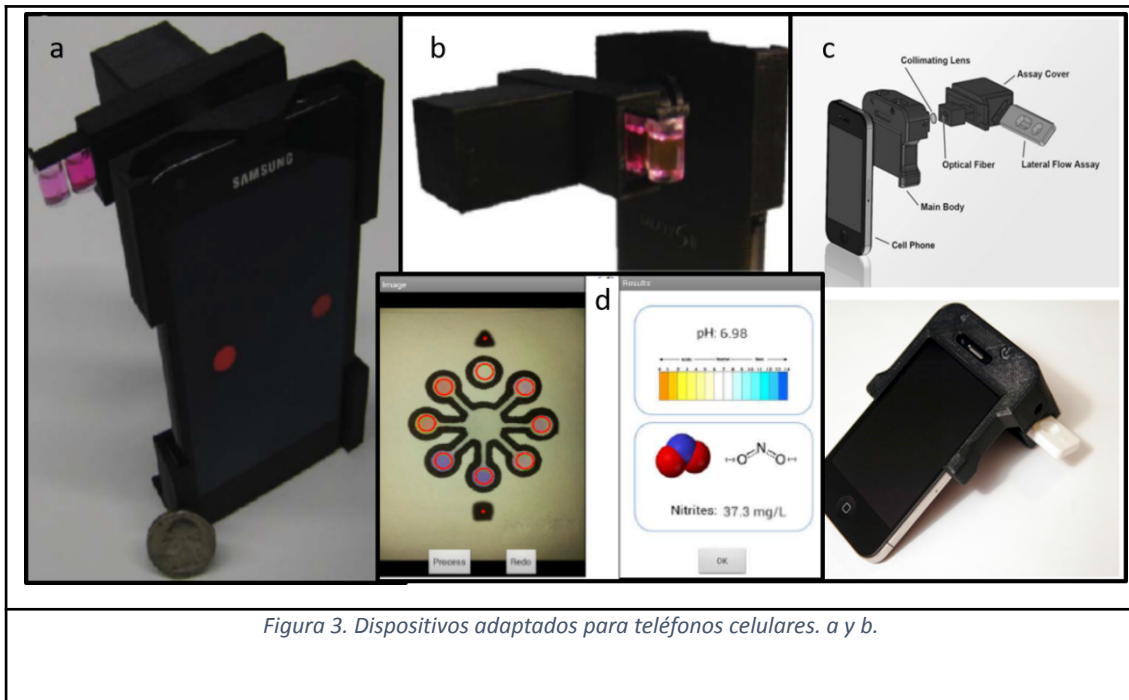 a
b
c
d
SAMSUNG
Collimating Lens
Assay Cover
Optical Fiber
Lateral Flow Assay
Main Body
Cell Phone
Image
Process
Redo
Results
pH: 6.98
O N O
Nitrites: 37.3 mg/L
OK
Figura 3. Dispositivos adaptados para teléfonos celulares. a y b.